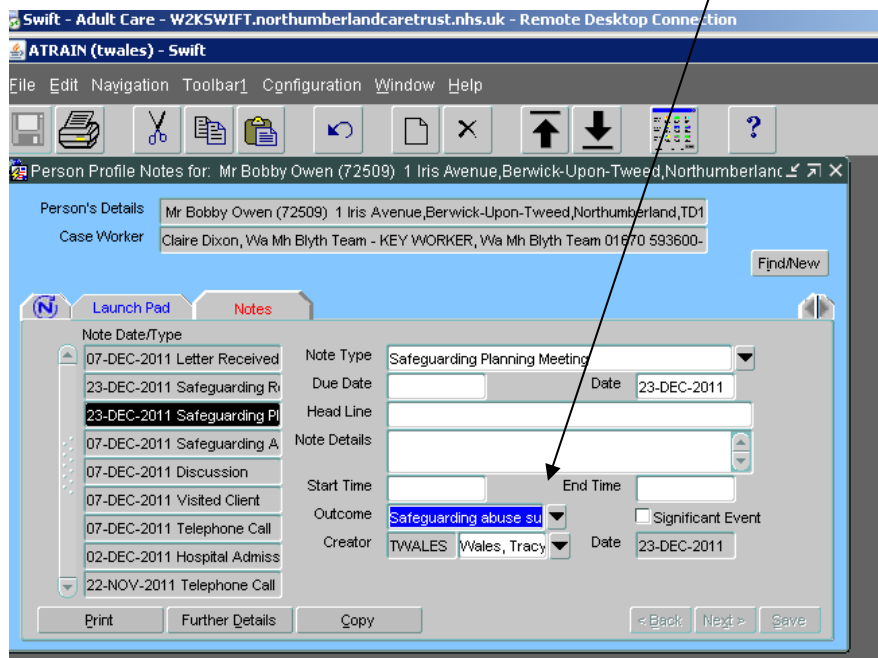 Swift - Adult Care - W2KSWIFT.northumberlandcaretrust.nhs.uk - Remote Desktop Connection
ATRAIN (twales) - Swift
File Edit Navigation Toolbar1 Configuration Window Help
?
Person Profile Notes for: Mr Bobby Owen (72509) 1 Iris Avenue,Berwick-Upon-Tweed,Northumberlanc
Person's Details Mr Bobby Owen (72509) 1 Iris Avenue,Berwick-Upon-Tweed,Northumberland,TD1
Case Worker Claire Dixon, Wa Mh Blyth Team - KEY WORKER, Wa Mh Blyth Team 01670 593600-
Find/New
N Launch Pad Notes
Note Date/Type
07-DEC-2011 Letter Received
23-DEC-2011 Safeguarding R
23-DEC-2011 Safeguarding Pl
07-DEC-2011 Safeguarding A
07-DEC-2011 Discussion
07-DEC-2011 Visited Client
07-DEC-2011 Telephone Call
02-DEC-2011 Hospital Admiss
22-NOV-2011 Telephone Call
Note Type Safeguarding Planning Meeting
Due Date Date 23-DEC-2011
Head Line
Note Details
Start Time End Time
Outcome Safeguarding abuse su Significant Event
Creator TWALES Wales, Tracy Date 23-DEC-2011
Print Further Details Copy < Back Next > Save